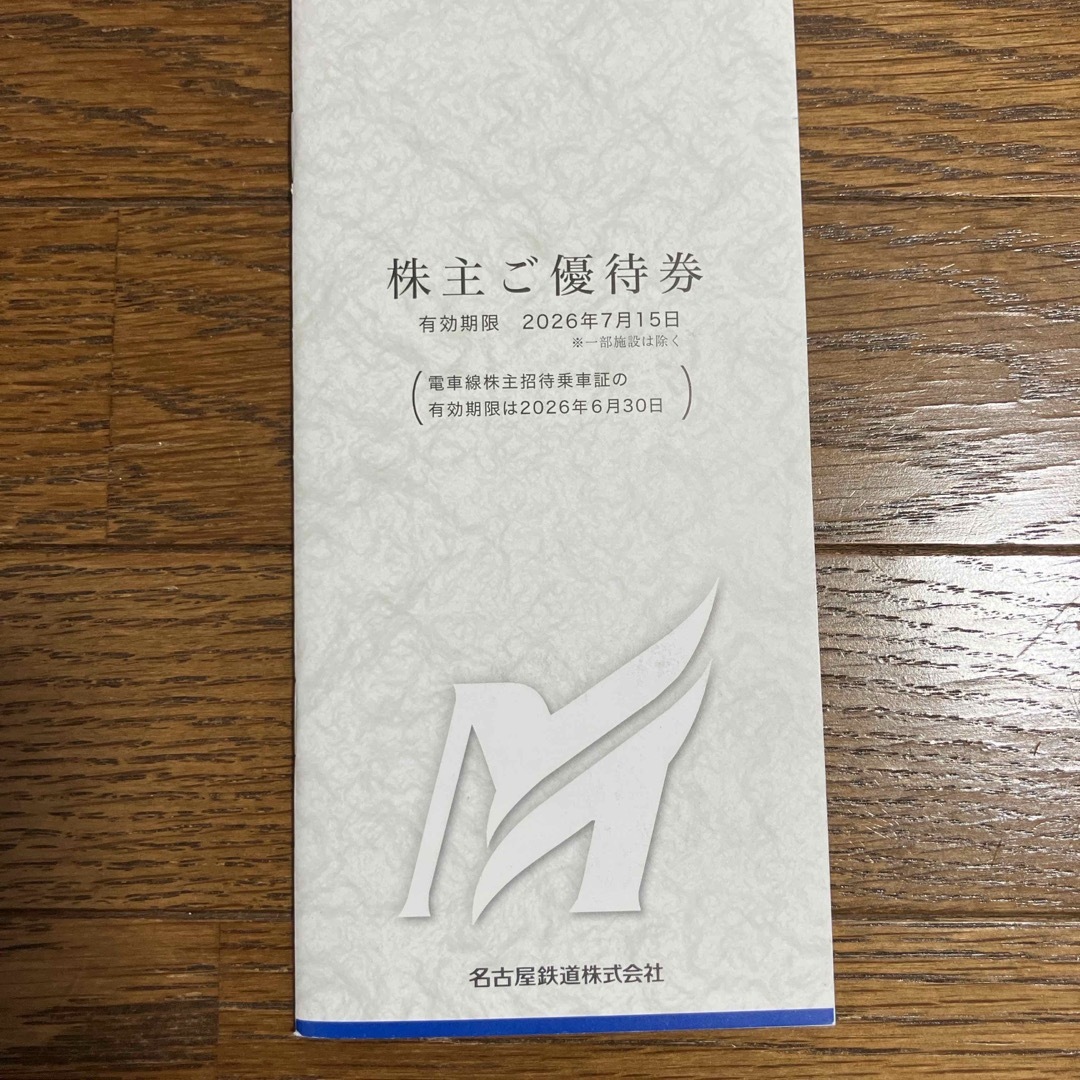 株主ご優待券
有効期限 2026年7月15日
※一部施設は除く
(電車線株主招待乗車証の
有効期限は2026年6月30日)
名古屋鉄道株式会社